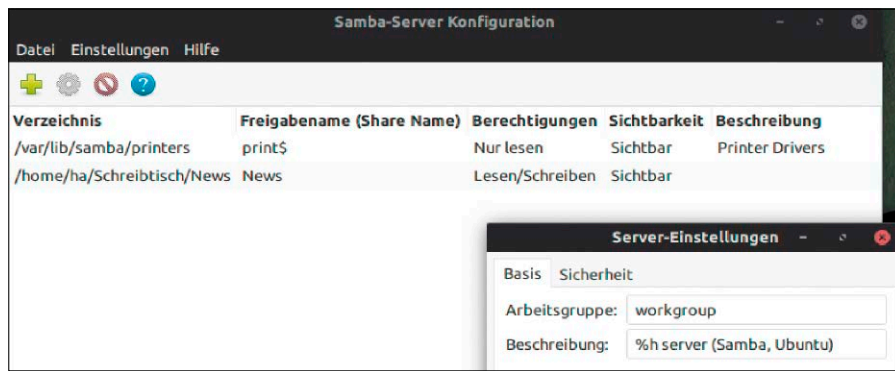 Samba-Server Konfiguration
Datei Einstellungen Hilfe
?
Verzeichnis Freigabename (Share Name) Berechtigungen Sichtbarkeit Beschreibung
/var/lib/samba/printers print$ Nur lesen Sichtbar Printer Drivers
/home/ha/Schreibtisch/News News Lesen/Schreiben Sichtbar
Server-Einstellungen
Basis Sicherheit
Arbeitsgruppe: workgroup
Beschreibung: %h server (Samba, Ubuntu)